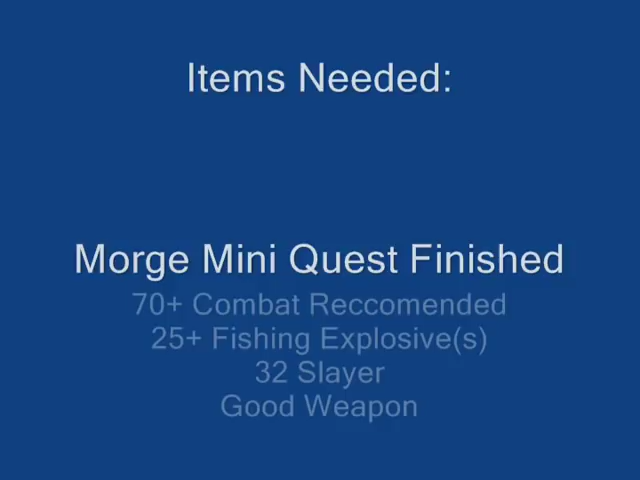 Items Needed:
Morge Mini Quest Finished
70+ Combat Reccomended
25+ Fishing Explosive(s)
32 Slayer
Good Weapon